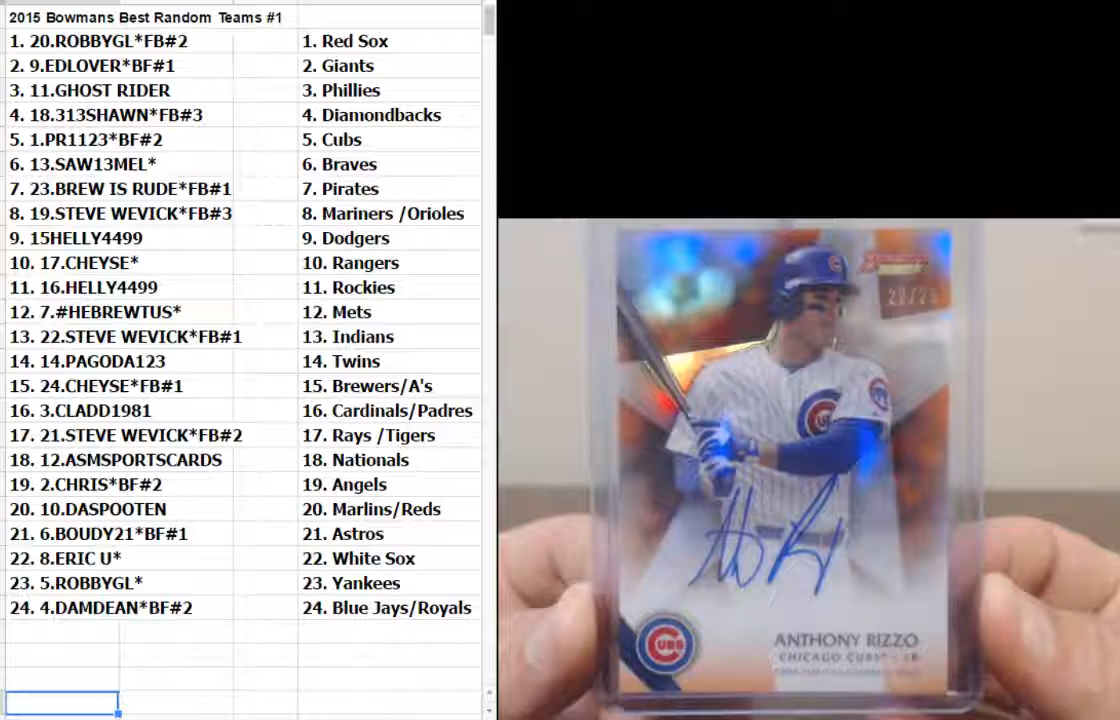 2015 Bowmans Best Random Teams #1
1. 20.ROBBYGL*FB#2 1. Red Sox
2. 9.EDLOVER*BF#1 2. Giants
3. 11.GHOST RIDER 3. Phillies
4. 18.313SHAWN*FB#3 4. Diamondbacks
5. 1.PR1123*BF#2 5. Cubs
6. 13.SAW13MEL* 6. Braves
7. 23.BREW IS RUDE*FB#1 7. Pirates
8. 19.STEVE WEVICK*FB#3 8. Mariners /Orioles
9. 15HELLY4499 9. Dodgers
10. 17.CHEYSE* 10. Rangers
11. 16.HELLY4499 11. Rockies
12. 7.#HEBREWTUS* 12. Mets
13. 22.STEVE WEVICK*FB#1 13. Indians
14. 14.PAGODA123 14. Twins
15. 24.CHEYSE*FB#1 15. Brewers/A's
16. 3.CLADD1981 16. Cardinals/Padres
17. 21.STEVE WEVICK*FB#2 17. Rays /Tigers
18. 12.ASMSPORTSCARDS 18. Nationals
19. 2.CHRIS*BF#2 19. Angels
20. 10.DASPOOTEN 20. Marlins/Reds
21. 6.BOUDY21*BF#1 21. Astros
22. 8.ERIC U* 22. White Sox
23. 5.ROBBYGL* 23. Yankees
24. 4.DAMDEAN*BF#2 24. Blue Jays/Royals
CUBS
ANTHONY RIZZO
CHICAGO CUBS